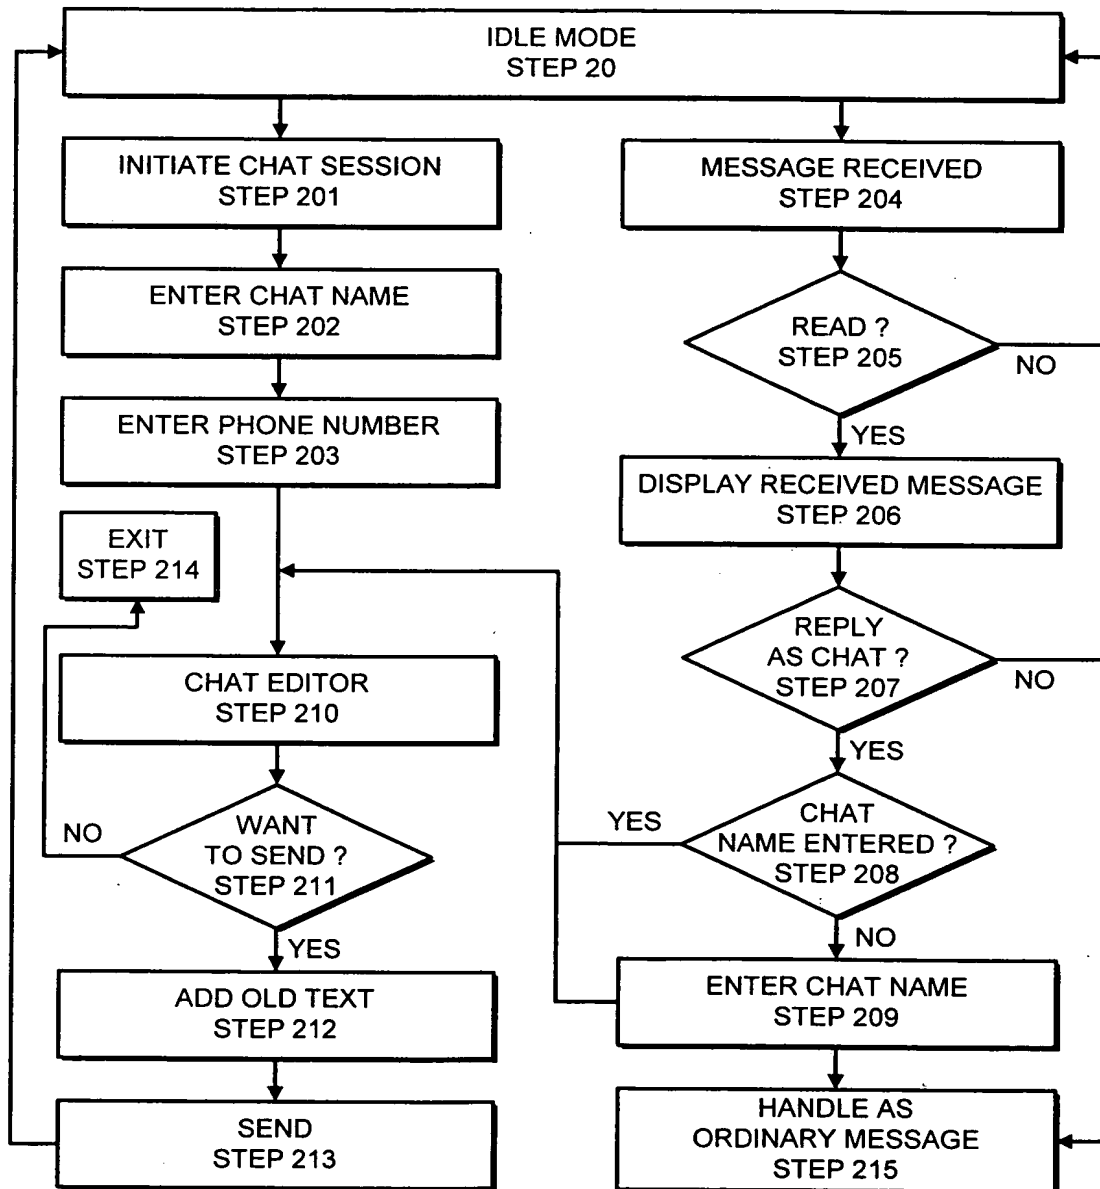 IDLE MODE
STEP 20
INITIATE CHAT SESSION
STEP 201
ENTER CHAT NAME
STEP 202
ENTER PHONE NUMBER
STEP 203
EXIT
STEP 214
CHAT EDITOR
STEP 210
NO
WANT
TO SEND ?
STEP 211
YES
ADD OLD TEXT
STEP 212
SEND
STEP 213
MESSAGE RECEIVED
STEP 204
READ ?
STEP 205
NO
YES
DISPLAY RECEIVED MESSAGE
STEP 206
REPLY
AS CHAT ?
STEP 207
NO
YES
YES
CHAT
NAME ENTERED ?
STEP 208
NO
ENTER CHAT NAME
STEP 209
HANDLE AS
ORDINARY MESSAGE
STEP 215